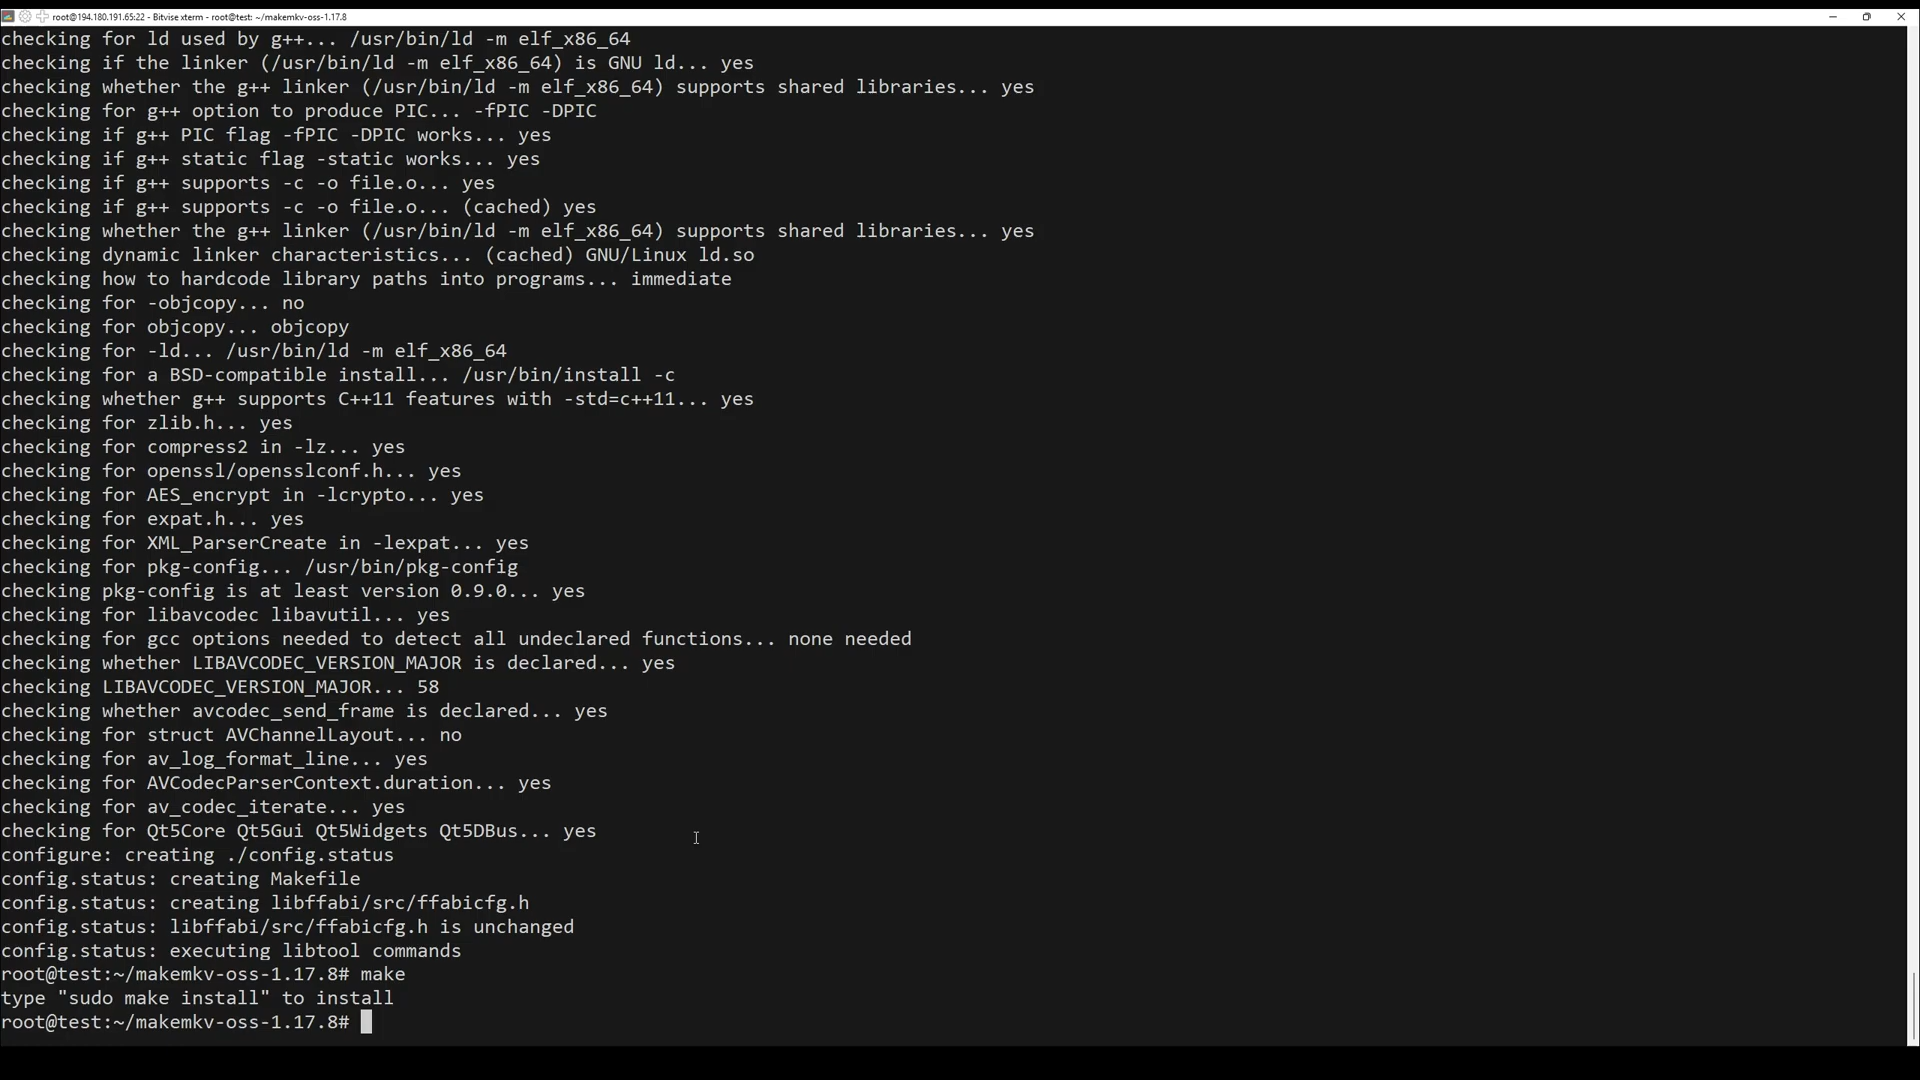 root@194.180.191.65:22 - Bitvise xterm - root@test: ~/makemkv-oss-1.17.8
checking for ld used by g++... /usr/bin/ld -m elf_x86_64
checking if the linker (/usr/bin/ld -m elf_x86_64) is GNU ld... yes
checking whether the g++ linker (/usr/bin/ld -m elf_x86_64) supports shared libraries... yes
checking for g++ option to produce PIC... -fPIC -DPIC
checking if g++ PIC flag -fPIC -DPIC works... yes
checking if g++ static flag -static works... yes
checking if g++ supports -c -o file.o... yes
checking if g++ supports -c -o file.o... (cached) yes
checking whether the g++ linker (/usr/bin/ld -m elf_x86_64) supports shared libraries... yes
checking dynamic linker characteristics... (cached) GNU/Linux ld.so
checking how to hardcode library paths into programs... immediate
checking for -objcopy... no
checking for objcopy... objcopy
checking for -ld... /usr/bin/ld -m elf_x86_64
checking for a BSD-compatible install... /usr/bin/install -c
checking whether g++ supports C++11 features with -std=c++11... yes
checking for zlib.h... yes
checking for compress2 in -lz... yes
checking for openssl/opensslconf.h... yes
checking for AES_encrypt in -lcrypto... yes
checking for expat.h... yes
checking for XML_ParserCreate in -lexpat... yes
checking for pkg-config... /usr/bin/pkg-config
checking pkg-config is at least version 0.9.0... yes
checking for libavcodec libavutil... yes
checking for gcc options needed to detect all undeclared functions... none needed
checking whether LIBAVCODEC_VERSION_MAJOR is declared... yes
checking LIBAVCODEC_VERSION_MAJOR... 58
checking whether avcodec_send_frame is declared... yes
checking for struct AVChannelLayout... no
checking for av_log_format_line... yes
checking for AVCodecParserContext.duration... yes
checking for av_codec_iterate... yes
checking for Qt5Core Qt5Gui Qt5Widgets Qt5DBus... yes
configure: creating ./config.status
config.status: creating Makefile
config.status: creating libffabi/src/ffabicfg.h
config.status: libffabi/src/ffabicfg.h is unchanged
config.status: executing libtool commands
root@test:~/makemkv-oss-1.17.8# make
type "sudo make install" to install
root@test:~/makemkv-oss-1.17.8#